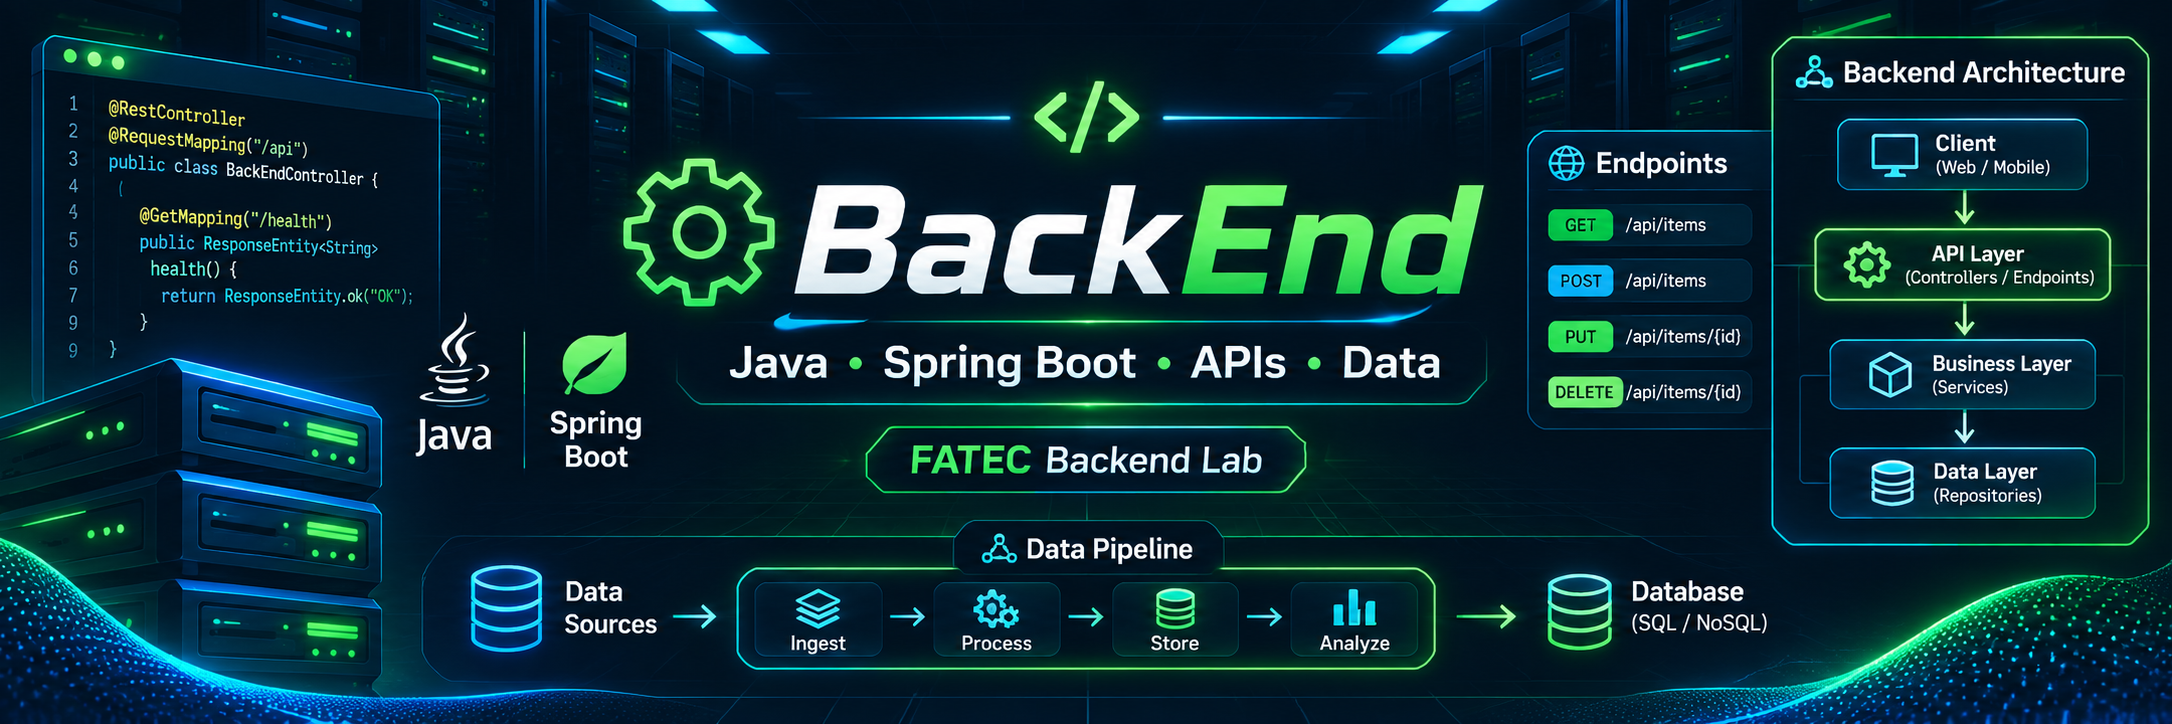 1 @RestController
2 @RequestMapping("/api")
3 public class BackEndController {
4 (
4 @GetMapping("/health")
5 public ResponseEntity<String>
6 health() {
7 return ResponseEntity.ok("OK");
9 }
9 }
Java
Spring
Boot
</>
BackEnd
Java • Spring Boot • APIs • Data
FATEC Backend Lab
Endpoints
GET /api/items
POST /api/items
PUT /api/items/{id}
DELETE /api/items/{id}
Backend Architecture
Client
(Web / Mobile)
API Layer
(Controllers / Endpoints)
Business Layer
(Services)
Data Layer
(Repositories)
Data Pipeline
Data
Sources
Ingest
Process
Store
Analyze
Database
(SQL / NoSQL)